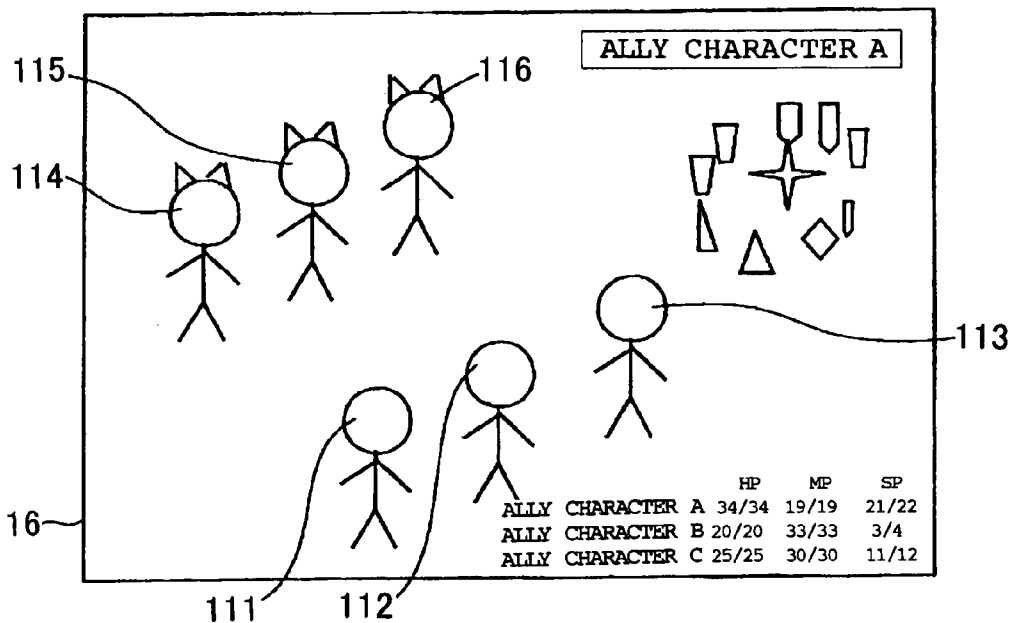 ALLY CHARACTER A
115
116
114
113
HP MP SP
ALLY CHARACTER A 34/34 19/19 21/22
16
ALLY CHARACTER B 20/20 33/33 3/4
ALLY CHARACTER C 25/25 30/30 11/12
111
112